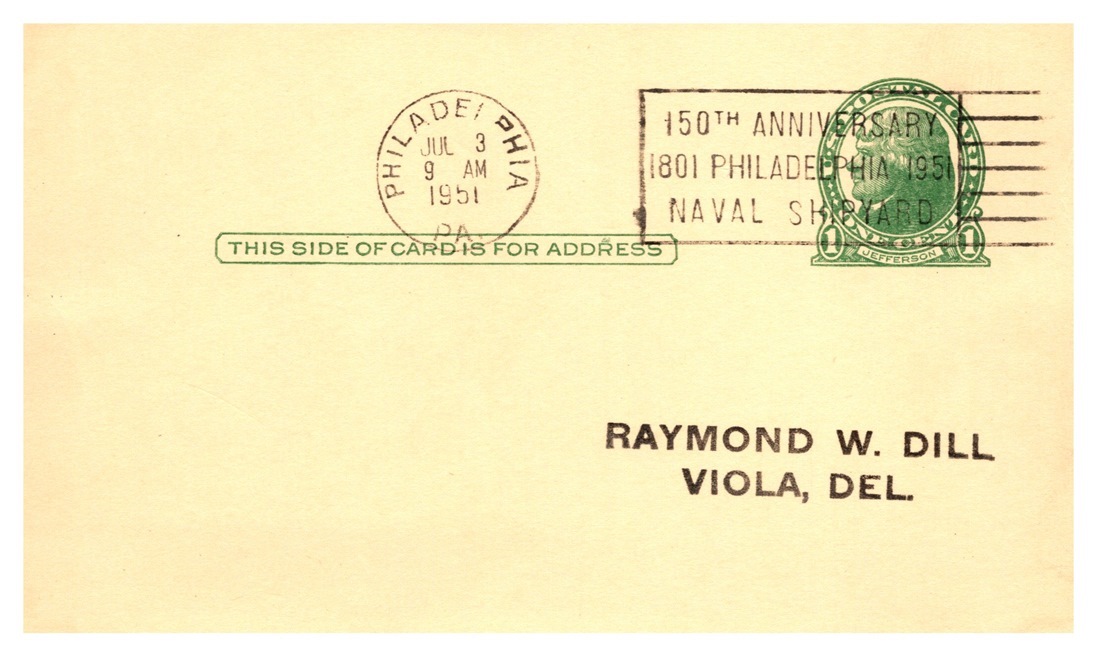 PHILADELPHIA
JUL 3
9 AM
1951
PA.
150TH ANNIVERSARY
1801 PHILADELPHIA 1951
NAVAL SHIPYARD
1 1
JEFFERSON
THIS SIDE OF CARD IS FOR ADDRESS
RAYMOND W. DILL
VIOLA, DEL.